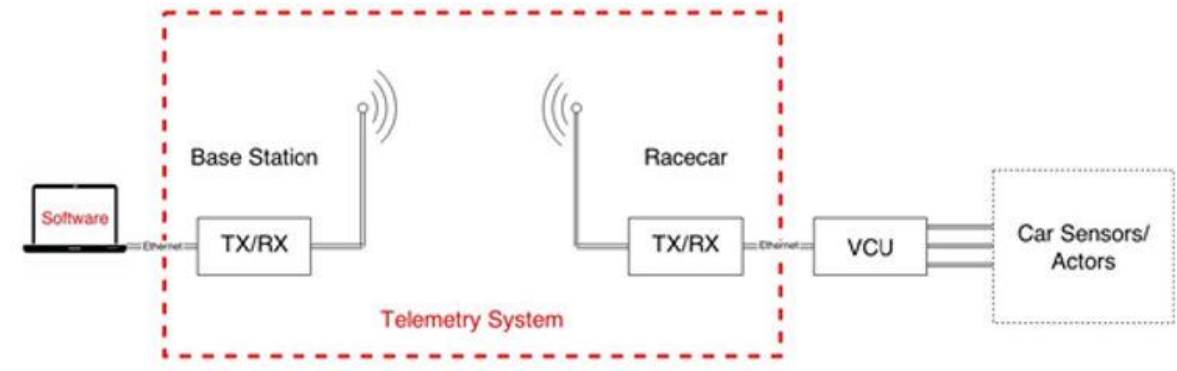 Base Station
Racecar
Software
Ethernet
TX/RX
TX/RX
Ethernet
VCU
Car Sensors/
Actors
Telemetry System